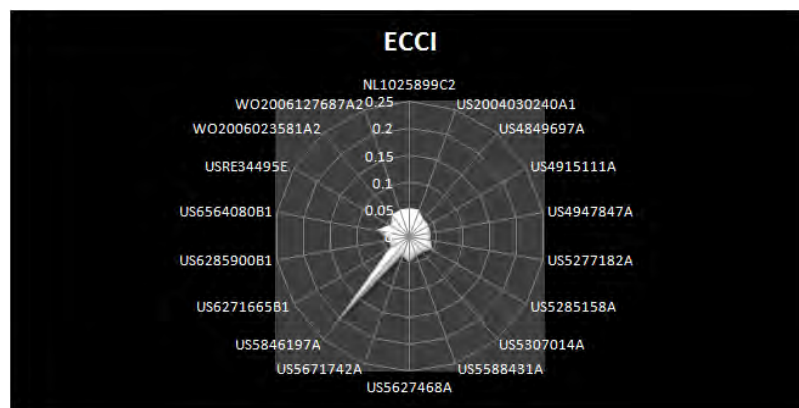 ECCI
NL1025899C2
WO2006127687A2
0.25
US2004030240A1
WO2006023581A2
0.2
US4849697A
USRE34495E
0.15
US4915111A
0.1
US6564080B1
0.05
US4947847A
0
US6285900B1
US5277182A
US6271665B1
US5285158A
US5846197A
US5307014A
US5671742A
US5588431A
US5627468A